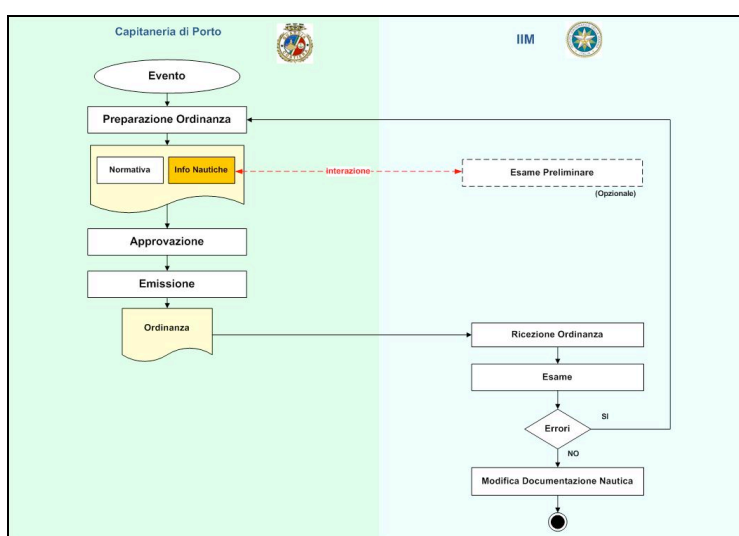 Capitaneria di Porto
IIM
Evento
Preparazione Ordinanza
Normativa
Info Nautiche
interazione
Esame Preliminare
(Opzionale)
Approvazione
Emissione
Ordinanza
Ricezione Ordinanza
Esame
Errori
SI
NO
Modifica Documentazione Nautica